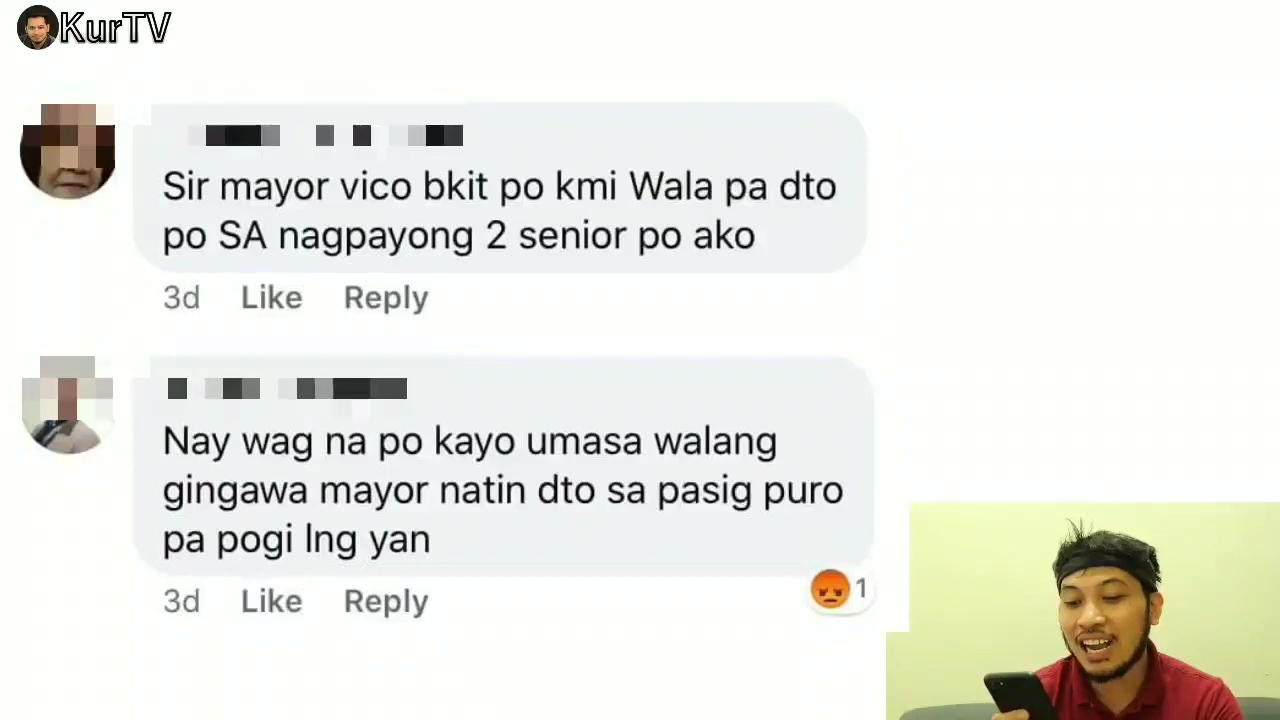 KurTV
Sir mayor vico bkit po kmi Wala pa dto
po SA nagpayong 2 senior po ako
3d Like Reply
Nay wag na po kayo umasa walang
gingawa mayor natin dto sa pasig puro
pa pogi lng yan
1
3d Like Reply